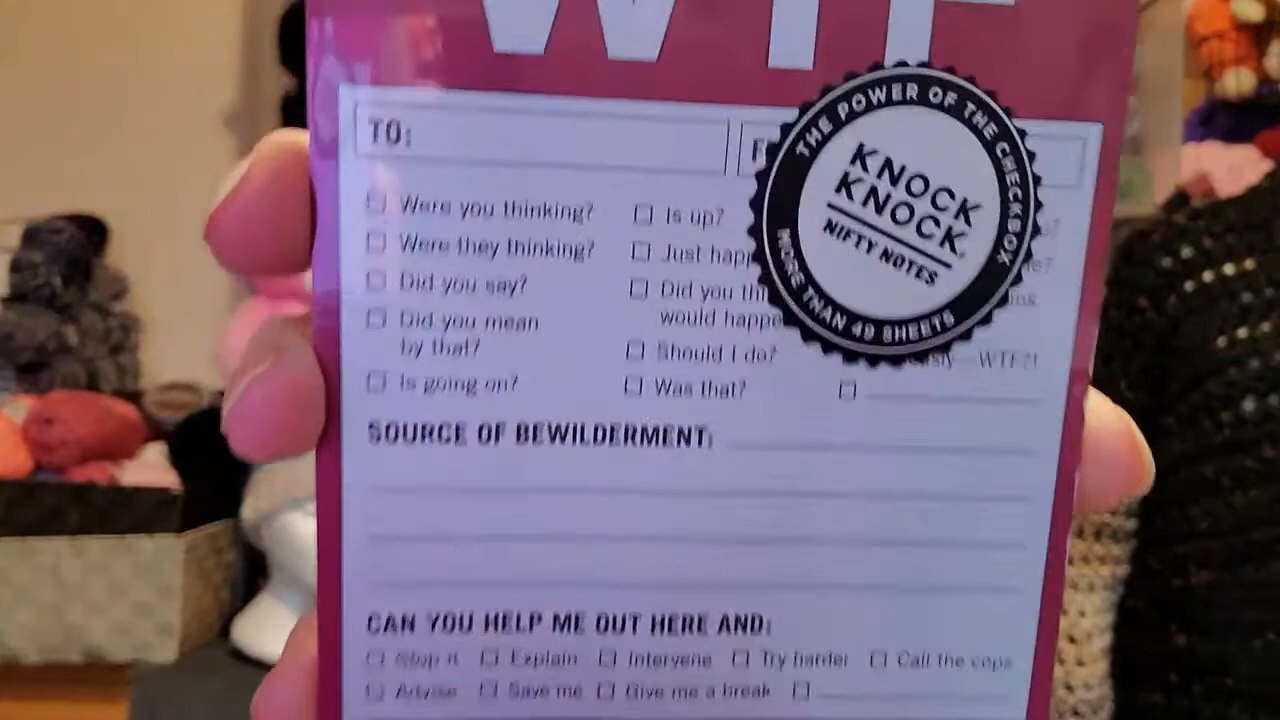 WTF
TO:
Were you thinking?
Were they thinking?
Did you say?
Did you mean
by that?
Is going on?
Is up?
Just happ
Did you thi
would happe
Should I do?
Was that?
WTF?!
THE POWER OF THE CHECKBOX
KNOCK
KNOCK.
NIFTY NOTES
MORE THAN 49 SHEETS
SOURCE OF BEWILDERMENT:
CAN YOU HELP ME OUT HERE AND:
Stop it Explain Intervene Try harder Call the cops
Advise Save me Give me a break